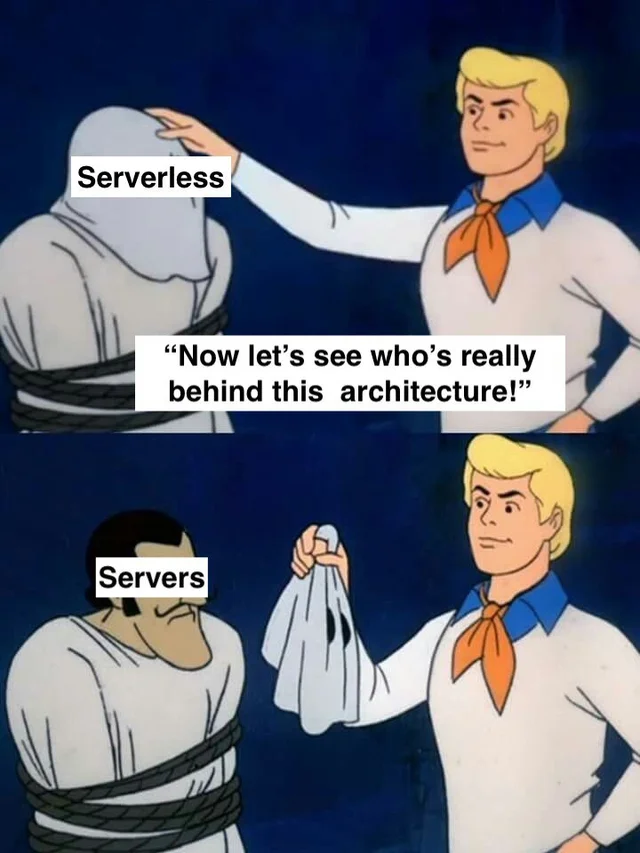 Serverless
“Now let’s see who’s really
behind this  architecture!”
Servers